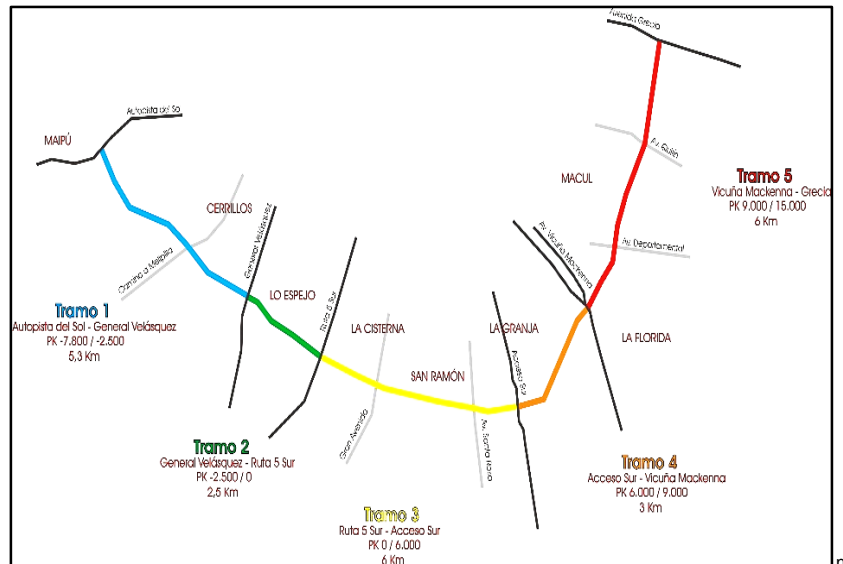 Avenida Grecia
Autopista del Sol
MAIPÚ
Av. Quilín
MACUL
Tramo 5
Vicuña Mackenna - Grecia
PK 9.000 / 15.000
6 Km
CERRILLOS
General Velásquez
Av. Vicuña Mackenna
Av. Departamental
Camino a Melipilla
LO ESPEJO
Ruta 5 Sur
Tramo 1
Autopista del Sol - General Velásquez
PK -7.800 / -2.500
5,3 Km
LA CISTERNA
LA GRANJA
LA FLORIDA
Acceso Sur
SAN RAMÓN
Gran Avenida
Av. Santa Rosa
Tramo 2
General Velásquez - Ruta 5 Sur
PK -2.500 / 0
2,5 Km
Tramo 4
Acceso Sur - Vicuña Mackenna
PK 6.000 / 9.000
3 Km
Tramo 3
Ruta 5 Sur - Acceso Sur
PK 0 / 6.000
6 Km